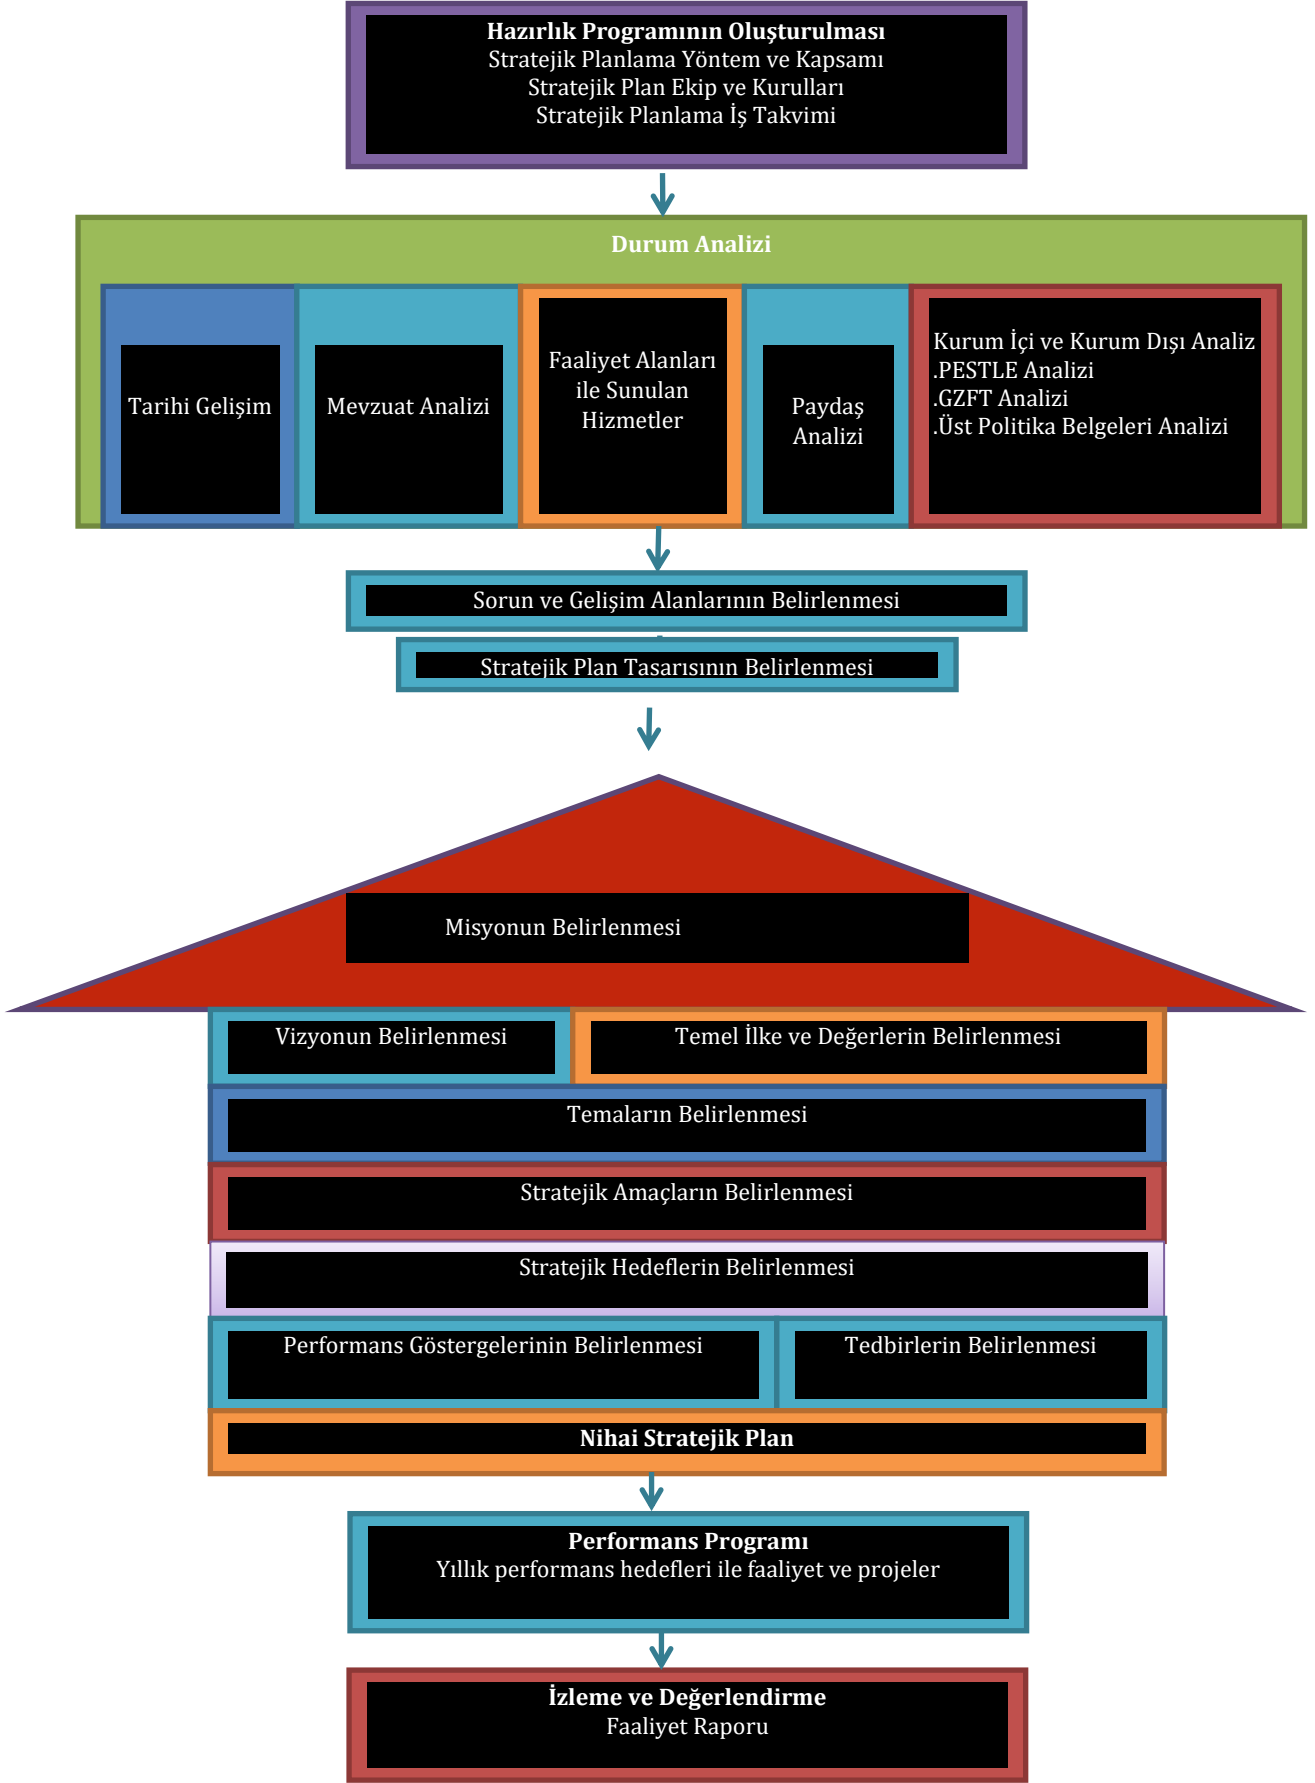 Hazırlık Programının Oluşturulması
Stratejik Planlama Yöntem ve Kapsamı
Stratejik Plan Ekip ve Kurulları
Stratejik Planlama İş Takvimi
Durum Analizi
Tarihi Gelişim
Mevzuat Analizi
Faaliyet Alanları
ile Sunulan
Hizmetler
Paydaş
Analizi
Kurum İçi ve Kurum Dışı Analiz
.PESTLE Analizi
.GZFT Analizi
.Üst Politika Belgeleri Analizi
Sorun ve Gelişim Alanlarının Belirlenmesi
Stratejik Plan Tasarısının Belirlenmesi
Misyonun Belirlenmesi
Vizyonun Belirlenmesi
Temel İlke ve Değerlerin Belirlenmesi
Temaların Belirlenmesi
Stratejik Amaçların Belirlenmesi
Stratejik Hedeflerin Belirlenmesi
Performans Göstergelerinin Belirlenmesi
Tedbirlerin Belirlenmesi
Nihai Stratejik Plan
Performans Programı
Yıllık performans hedefleri ile faaliyet ve projeler
İzleme ve Değerlendirme
Faaliyet Raporu